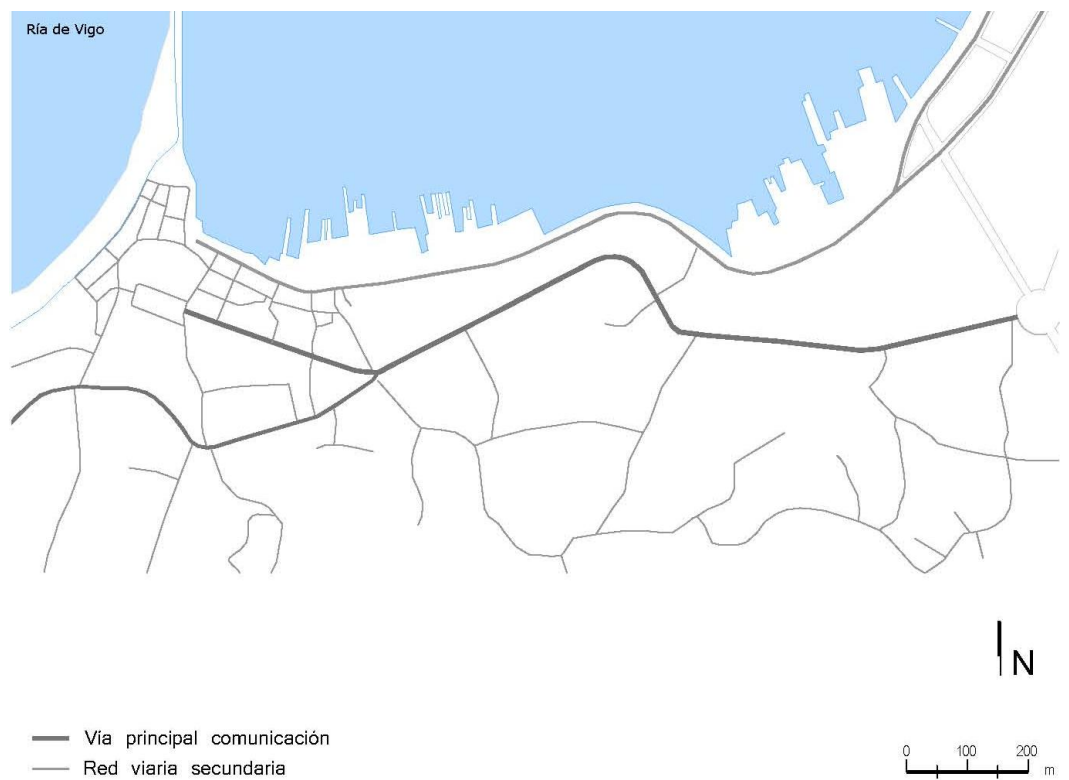 Ría de Vigo
N
Vía principal comunicación
Red viaria secundaria
0 100 200
m